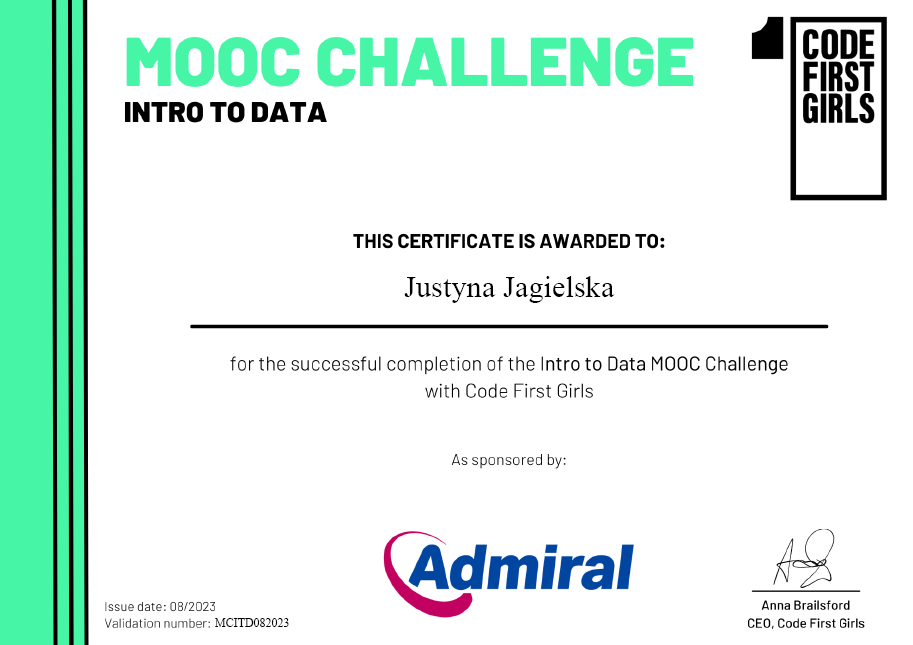 MOOC CHALLENGE
INTRO TO DATA
CODE
FIRST
GIRLS
THIS CERTIFICATE IS AWARDED TO:
Justyna Jagielska
for the successful completion of the Intro to Data MOOC Challenge
with Code First Girls
As sponsored by:
Admiral
Issue date: 08/2023
Validation number: MCITD082023
Anna Brailsford
CEO, Code First Girls